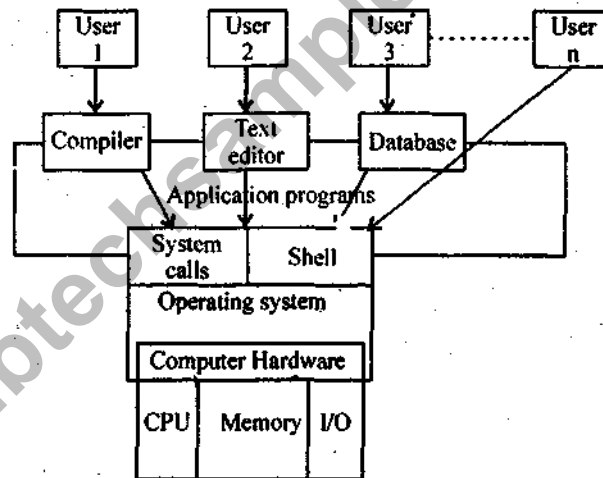 User 1
User 2
User 3
User n
Compiler
Text editor
Database
Application programs
System calls
Shell
Operating system
Computer Hardware
CPU
Memory
I/O
btechsample